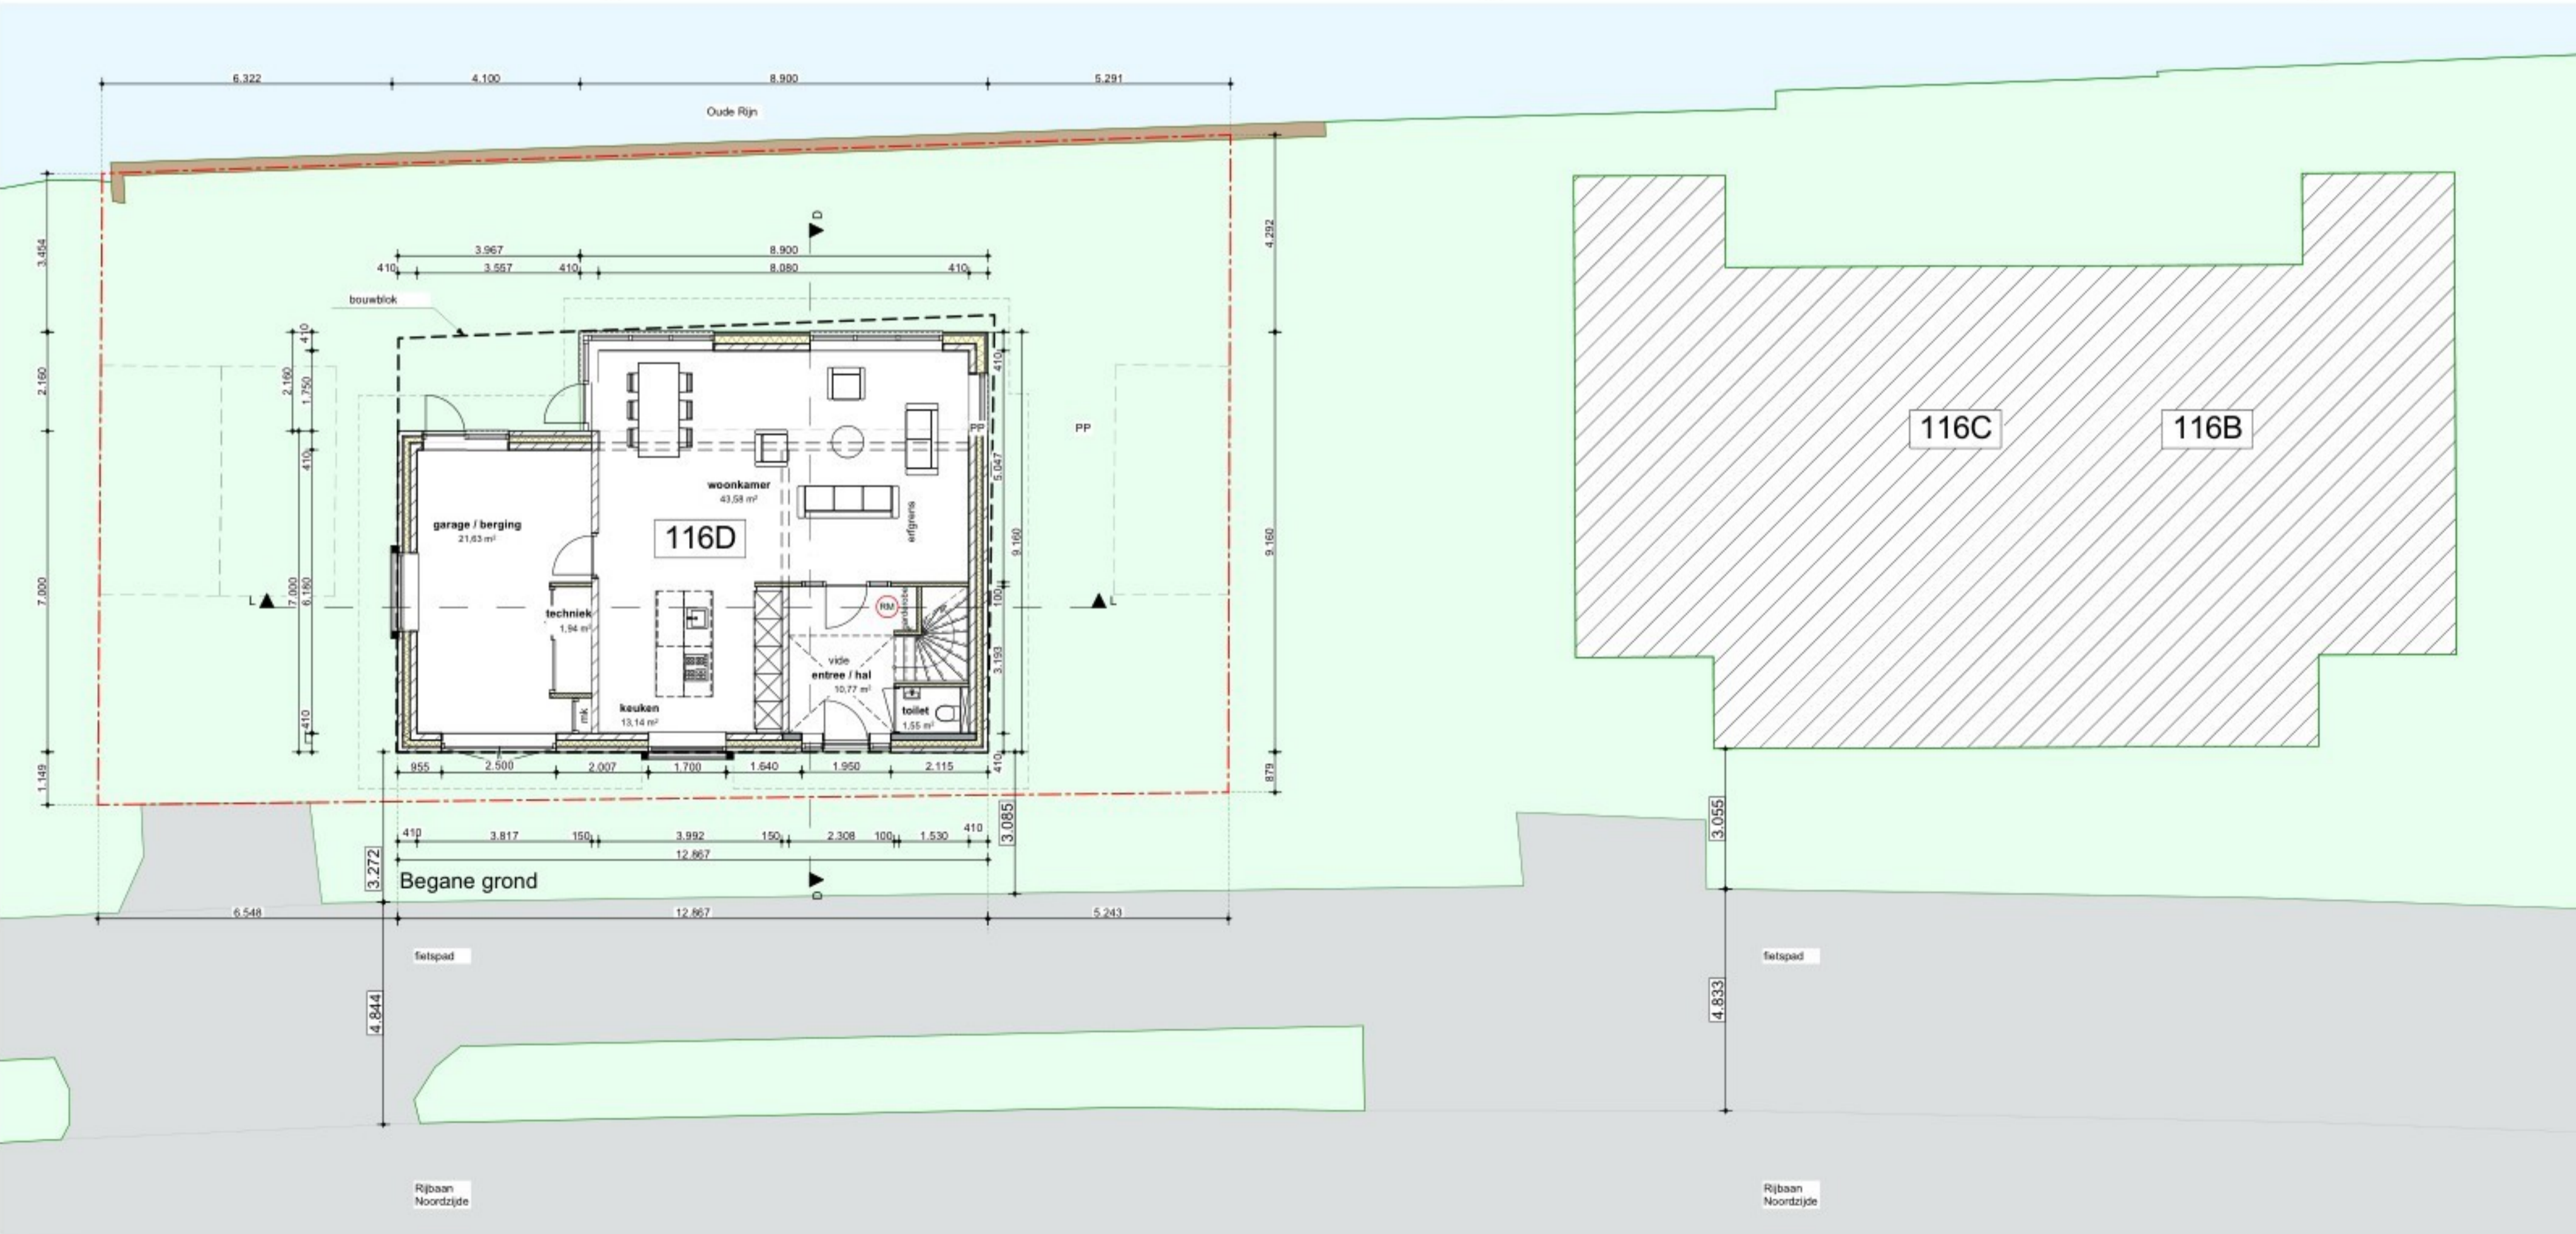 6.322
4.100
8.900
5.291
Oude Rijn
3.454
4.292
D
3.967
8.900
410
3.557
410
8.080
410
bouwblok
410
2.160
2.160
1.750
410
PP
PP
116C
116B
410
5.047
woonkamer
43,58 m²
garage / berging
21,63 m²
116D
erfgrens
9.160
9.160
7.000
7.000
6.180
L
L
techniek
1,94 m²
RM
garderobe
100
3.193
vide
entree / hal
10,77 m²
keuken
13,14 m²
mk
toilet
1,55 m²
410
410
955
2.500
2.007
1.700
1.640
1.950
2.115
1.149
879
3.085
3.055
410
3.817
150
3.992
150
2.308
100
1.530
410
12.867
3.272
Begane grond
D
6.548
12.867
5.243
fietspad
fietspad
4.844
4.833
Rijbaan
Noordzijde
Rijbaan
Noordzijde